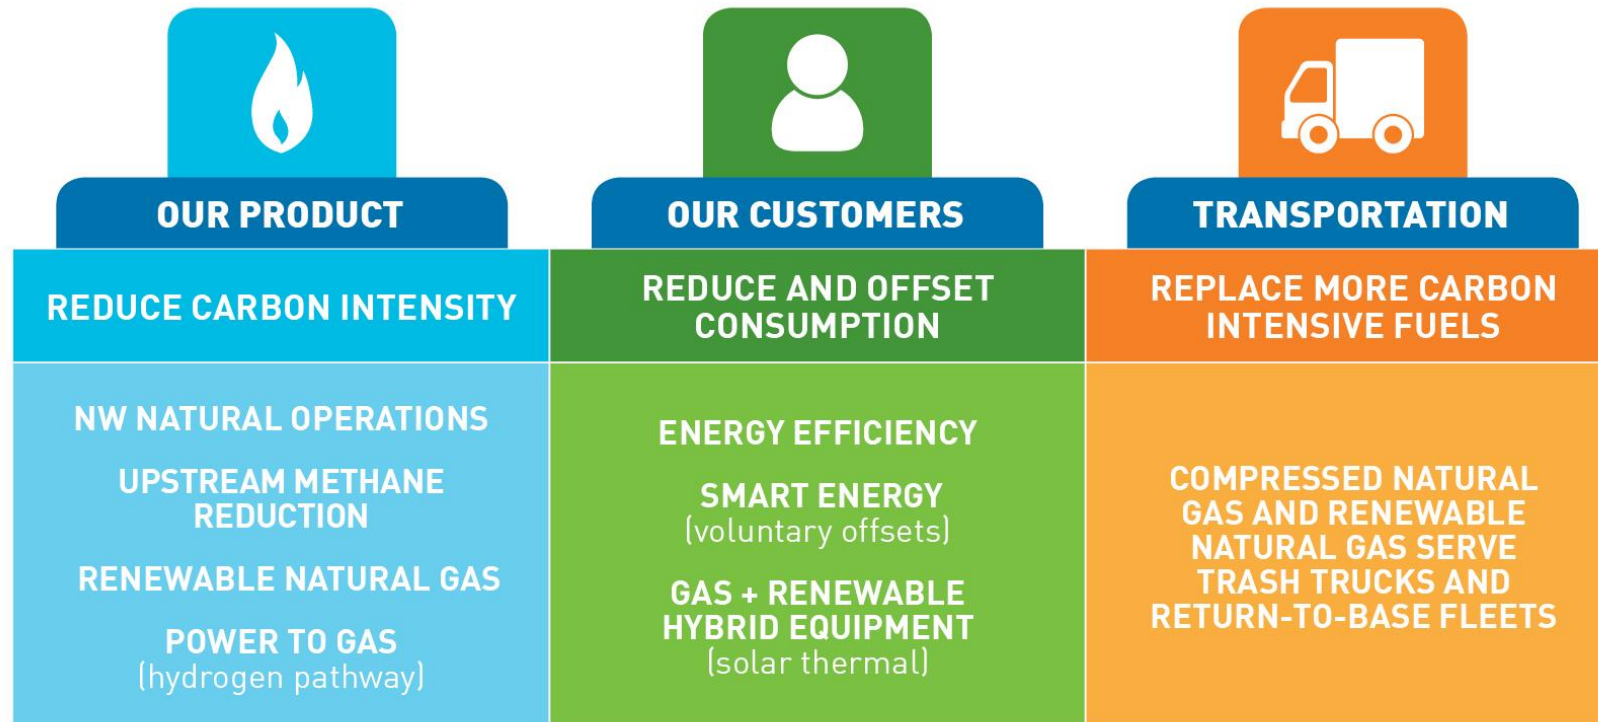 OUR PRODUCT
REDUCE CARBON INTENSITY
NW NATURAL OPERATIONS
UPSTREAM METHANE
REDUCTION
RENEWABLE NATURAL GAS
POWER TO GAS
(hydrogen pathway)
OUR CUSTOMERS
REDUCE AND OFFSET
CONSUMPTION
ENERGY EFFICIENCY
SMART ENERGY
(voluntary offsets)
GAS + RENEWABLE
HYBRID EQUIPMENT
(solar thermal)
TRANSPORTATION
REPLACE MORE CARBON
INTENSIVE FUELS
COMPRESSED NATURAL
GAS AND RENEWABLE
NATURAL GAS SERVE
TRASH TRUCKS AND
RETURN-TO-BASE FLEETS